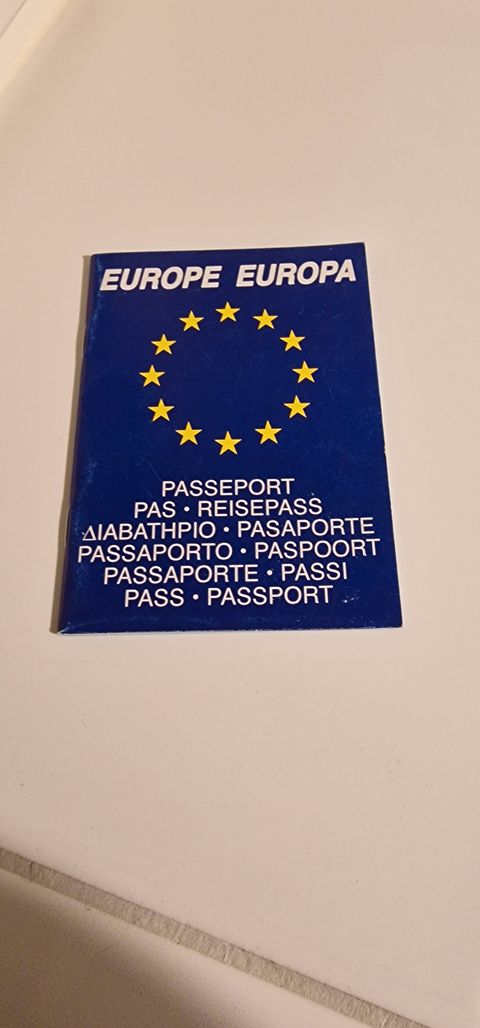 EUROPE EUROPA
PASSEPORT
PAS • REISEPASS
ΔΙΑΒΑΤΗΡΙΟ • PASAPORTE
PASSAPORTO • PASPOORT
PASSAPORTE • PASSI
PASS • PASSPORT